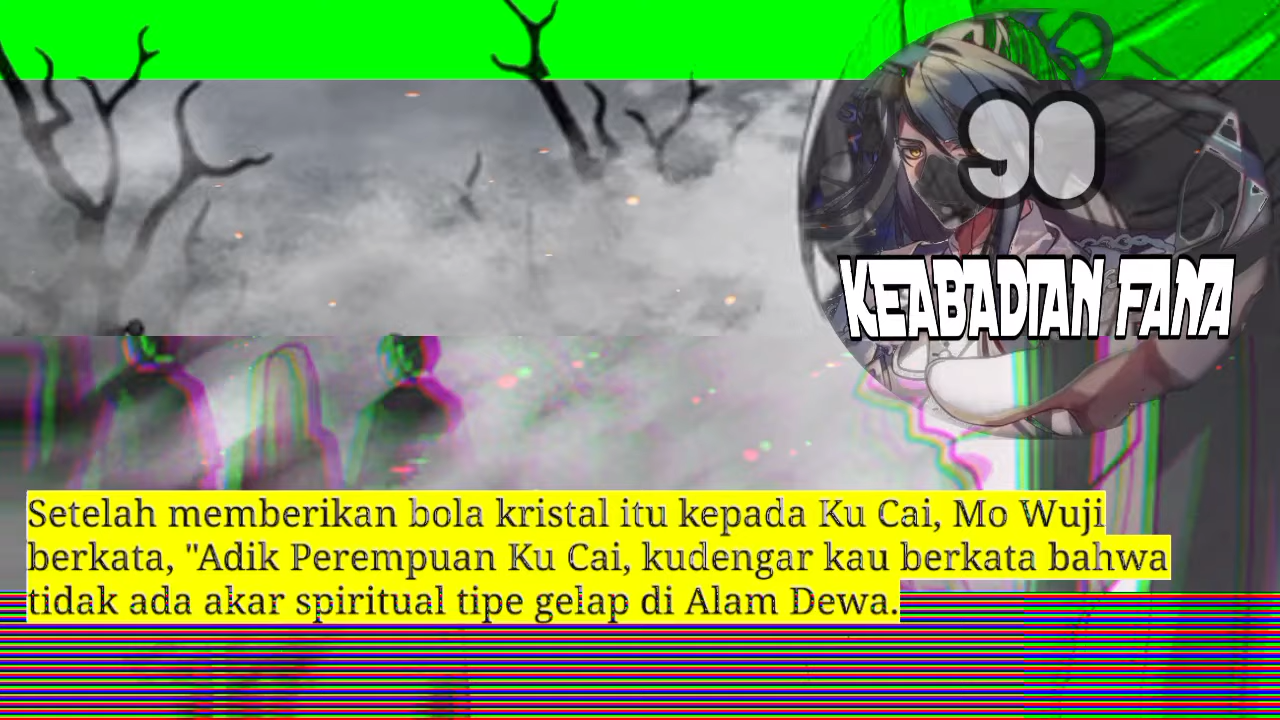 90
KEABADIAN FANA
Setelah memberikan bola kristal itu kepada Ku Cai, Mo Wuji
berkata, "Adik Perempuan Ku Cai, kudengar kau berkata bahwa
tidak ada akar spiritual tipe gelap di Alam Dewa.